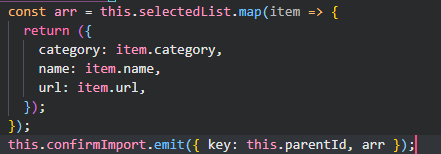 const arr = this.selectedList.map(item => {
  return ({
    category: item.category,
    name: item.name,
    url: item.url,
  });
});
this.confirmImport.emit({ key: this.parentId, arr });